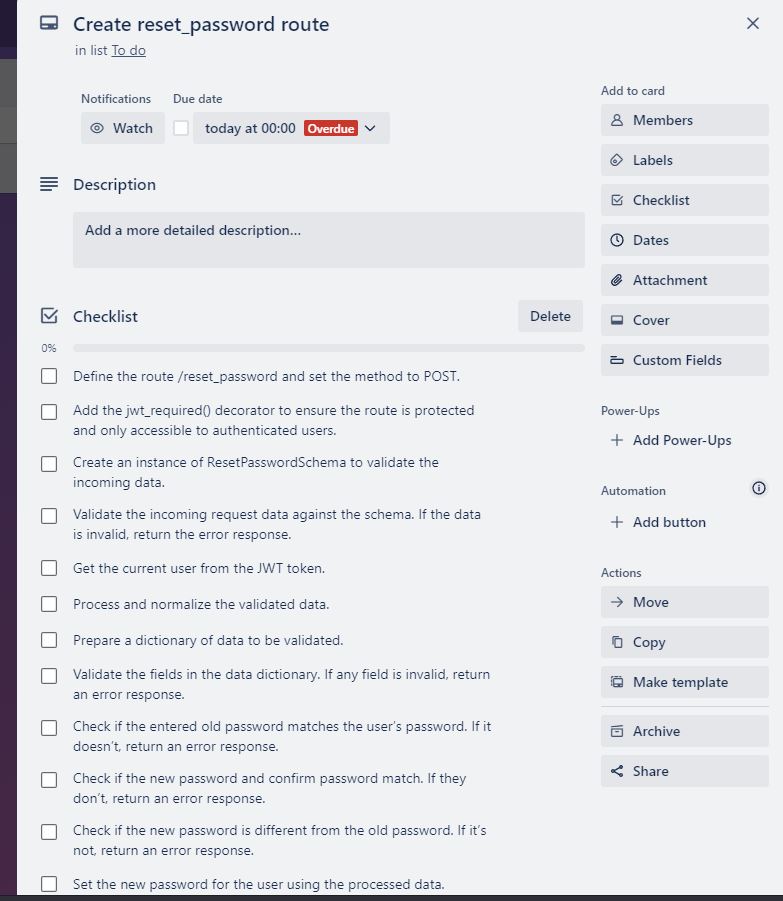 Create reset_password route
in list To do
Notifications
Due date
Watch
today at 00:00 Overdue
Description
Add a more detailed description...
Checklist
Delete
0%
Define the route /reset_password and set the method to POST.
Add the jwt_required() decorator to ensure the route is protected
and only accessible to authenticated users.
Create an instance of ResetPasswordSchema to validate the
incoming data.
Validate the incoming request data against the schema. If the data
is invalid, return the error response.
Get the current user from the JWT token.
Process and normalize the validated data.
Prepare a dictionary of data to be validated.
Validate the fields in the data dictionary. If any field is invalid, return
an error response.
Check if the entered old password matches the user's password. If it
doesn't, return an error response.
Check if the new password and confirm password match. If they
don't, return an error response.
Check if the new password is different from the old password. If it's
not, return an error response.
Set the new password for the user using the processed data.
Add to card
Members
Labels
Checklist
Dates
Attachment
Cover
Custom Fields
Power-Ups
Add Power-Ups
Automation
Add button
Actions
Move
Copy
Make template
Archive
Share